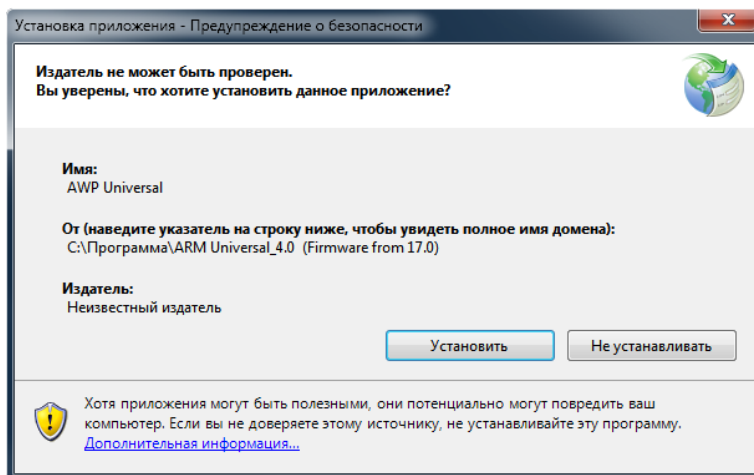 Установка приложения - Предупреждение о безопасности
Издатель не может быть проверен.
Вы уверены, что хотите установить данное приложение?
Имя:
AWP Universal
От (наведите указатель на строку ниже, чтобы увидеть полное имя домена):
C:\Программа\ARM Universal_4.0 (Firmware from 17.0)
Издатель:
Неизвестный издатель
Установить
Не устанавливать
Хотя приложения могут быть полезными, они потенциально могут повредить ваш
компьютер. Если вы не доверяете этому источнику, не устанавливайте эту программу.
Дополнительная информация...